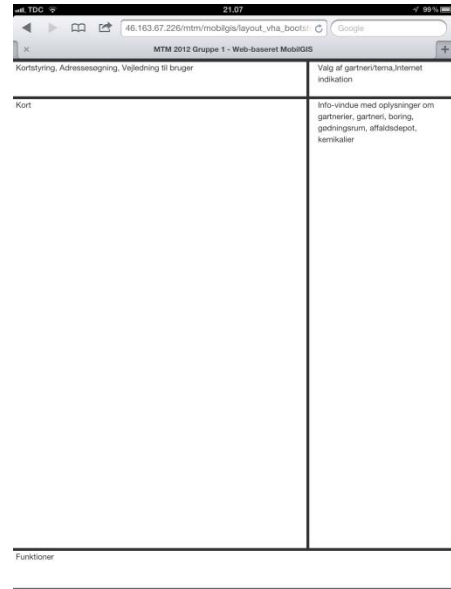 TDC 21.07 99%
46.163.67.226/mtm/mobilgis/layout_vha_boots Google
MTM 2012 Gruppe 1 - Web-baseret MobilGIS
Kortstyring, Adressesøgning, Vejledning til bruger
Valg af gartneri/tema,Internet
indikation
Kort
Info-vindue med oplysninger om
gartnerier, gartneri, boring,
gødningsrum, affaldsdepot,
kemikalier
Funktioner